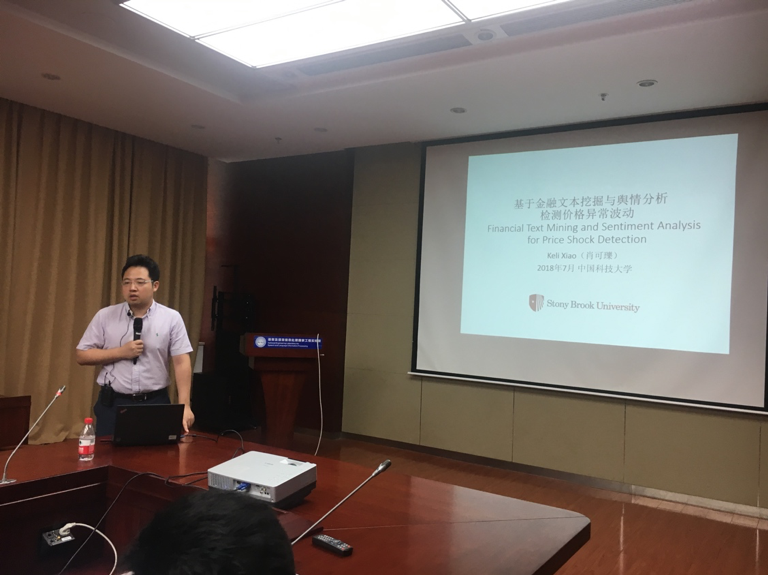 基于金融文本挖掘与舆情分析
检测价格异常波动
Financial Text Mining and Sentiment Analysis
for Price Shock Detection
Keli Xiao（肖可璎）
2018年7月 中国科技大学
Stony Brook University